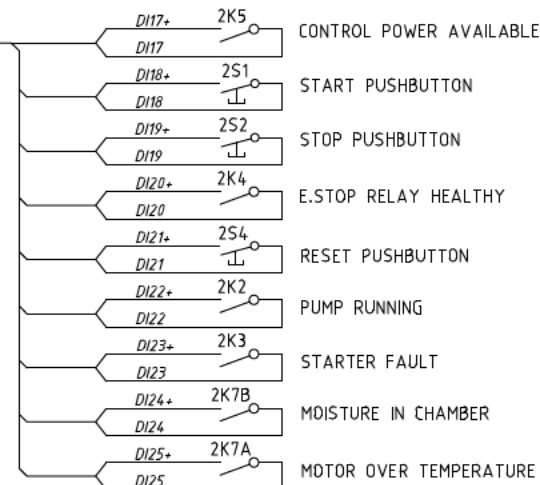 DI17+ 2K5 CONTROL POWER AVAILABLE
DI17
DI18+ 2S1 START PUSHBUTTON
DI18
DI19+ 2S2 STOP PUSHBUTTON
DI19
DI20+ 2K4 E.STOP RELAY HEALTHY
DI20
DI21+ 2S4 RESET PUSHBUTTON
DI21
DI22+ 2K2 PUMP RUNNING
DI22
DI23+ 2K3 STARTER FAULT
DI23
DI24+ 2K7B MOISTURE IN CHAMBER
DI24
DI25+ 2K7A MOTOR OVER TEMPERATURE
DI25